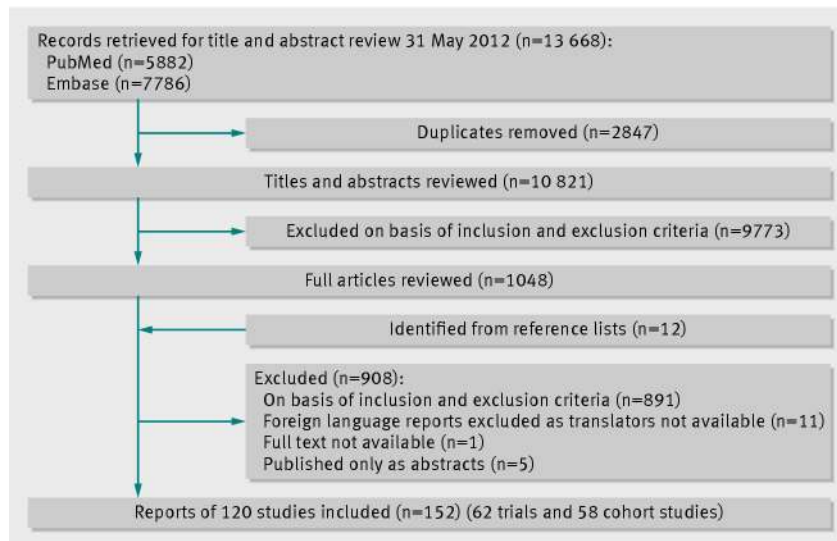 Records retrieved for title and abstract review 31 May 2012 (n=13 668):
PubMed (n=5882)
Embase (n=7786)
Duplicates removed (n=2847)
Titles and abstracts reviewed (n=10 821)
Excluded on basis of inclusion and exclusion criteria (n=9773)
Full articles reviewed (n=1048)
Identified from reference lists (n=12)
Excluded (n=908):
On basis of inclusion and exclusion criteria (n=891)
Foreign language reports excluded as translators not available (n=11)
Full text not available (n=1)
Published only as abstracts (n=5)
Reports of 120 studies included (n=152) (62 trials and 58 cohort studies)